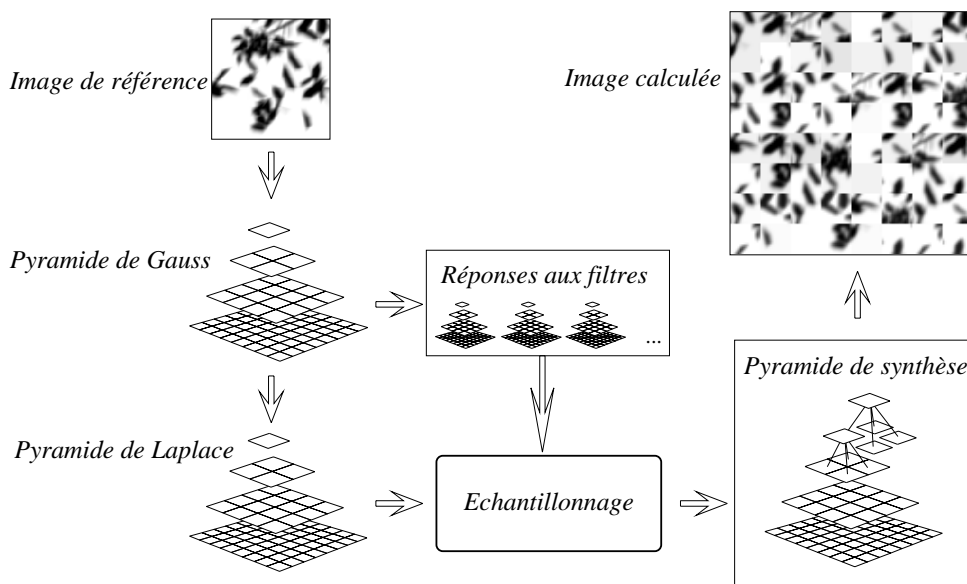 Image de référence
Image calculée
Pyramide de Gauss
Réponses aux filtres
...
Pyramide de synthèse
Pyramide de Laplace
Echantillonnage